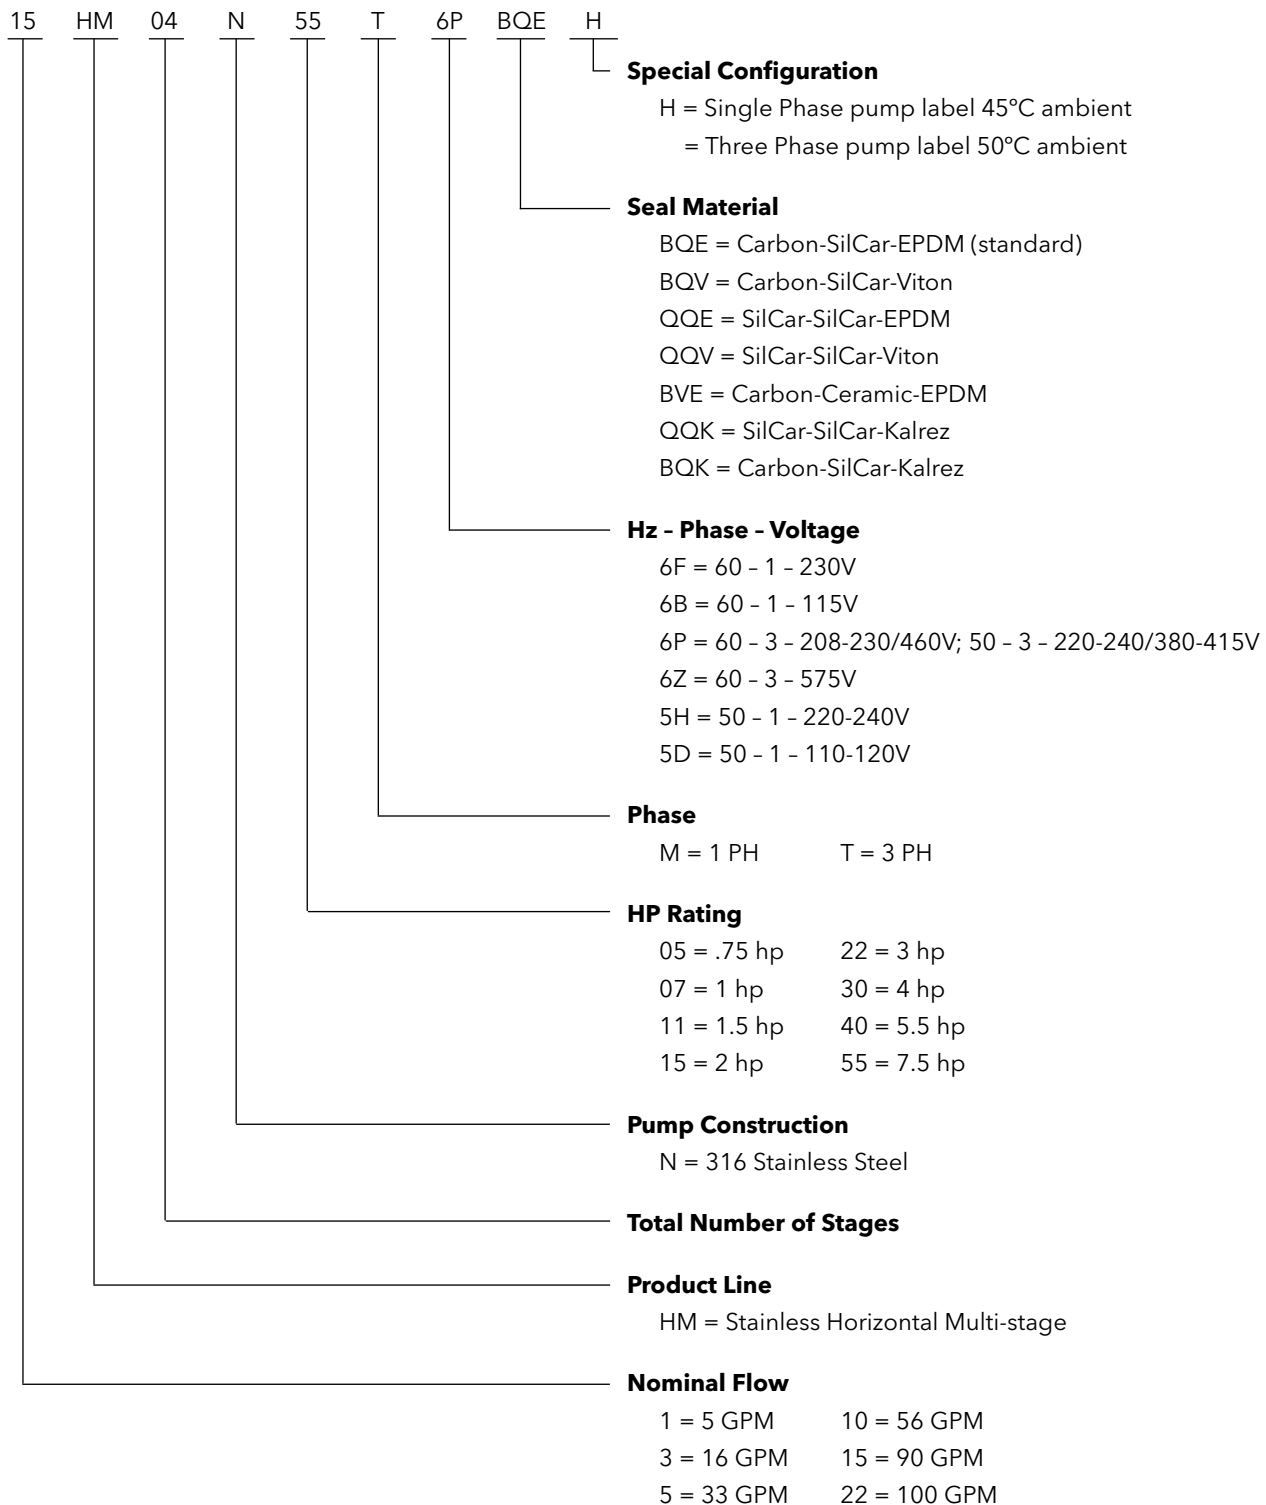 15 HM 04 N 55 T 6P BQE H
Special Configuration
H = Single Phase pump label 45ºC ambient
= Three Phase pump label 50ºC ambient
Seal Material
BQE = Carbon-SilCar-EPDM (standard)
BQV = Carbon-SilCar-Viton
QQE = SilCar-SilCar-EPDM
QQV = SilCar-SilCar-Viton
BVE = Carbon-Ceramic-EPDM
QQK = SilCar-SilCar-Kalrez
BQK = Carbon-SilCar-Kalrez
Hz – Phase – Voltage
6F = 60 – 1 – 230V
6B = 60 – 1 – 115V
6P = 60 – 3 – 208-230/460V; 50 – 3 – 220-240/380-415V
6Z = 60 – 3 – 575V
5H = 50 – 1 – 220-240V
5D = 50 – 1 – 110-120V
Phase
M = 1 PH T = 3 PH
HP Rating
05 = .75 hp 22 = 3 hp
07 = 1 hp 30 = 4 hp
11 = 1.5 hp 40 = 5.5 hp
15 = 2 hp 55 = 7.5 hp
Pump Construction
N = 316 Stainless Steel
Total Number of Stages
Product Line
HM = Stainless Horizontal Multi-stage
Nominal Flow
1 = 5 GPM 10 = 56 GPM
3 = 16 GPM 15 = 90 GPM
5 = 33 GPM 22 = 100 GPM